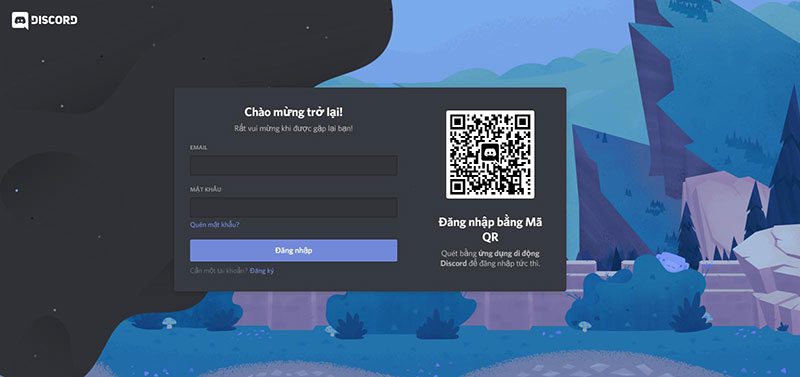 DISCORD
Chào mừng trở lại!
Rất vui mừng khi được gặp lại bạn!
EMAIL
MẬT KHẨU
Quên mật khẩu?
Đăng nhập
Cần một tài khoản? Đăng ký
Đăng nhập bằng Mã
QR
Quét bằng ứng dụng di động
Discord để đăng nhập tức thì.